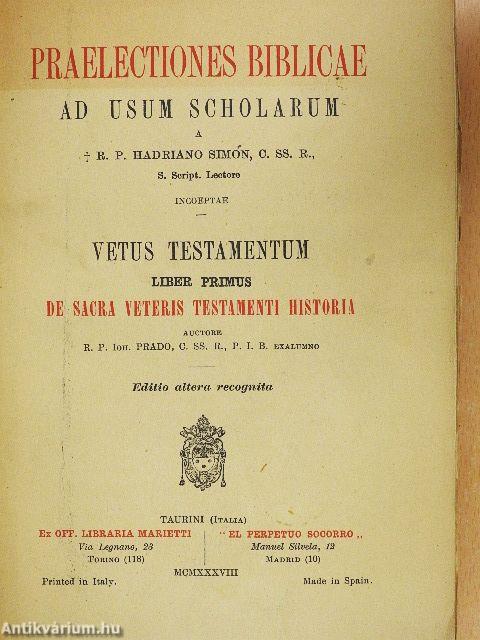 PRAELECTIONES BIBLICAE
AD USUM SCHOLARUM
A
† R. P. HADRIANO SIMÓN, C. SS. R.,
S. Script. Lectore
INCOEPTAE
VETUS TESTAMENTUM
LIBER PRIMUS
DE SACRA VETERIS TESTAMENTI HISTORIA
AUCTORE
R. P. IOH. PRADO, C. SS. R., P. I. B. EXALUMNO
Editio altera recognita
TAURINI (ITALIA)
EX OFF. LIBRARIA MARIETTI
Via Legnano, 23
TORINO (118)
" EL PERPETUO SOCORRO „
Manuel Silvela, 12
MADRID (10)
MCMXXXVIII
Printed in Italy.
Made in Spain.
Antikvárium.hu